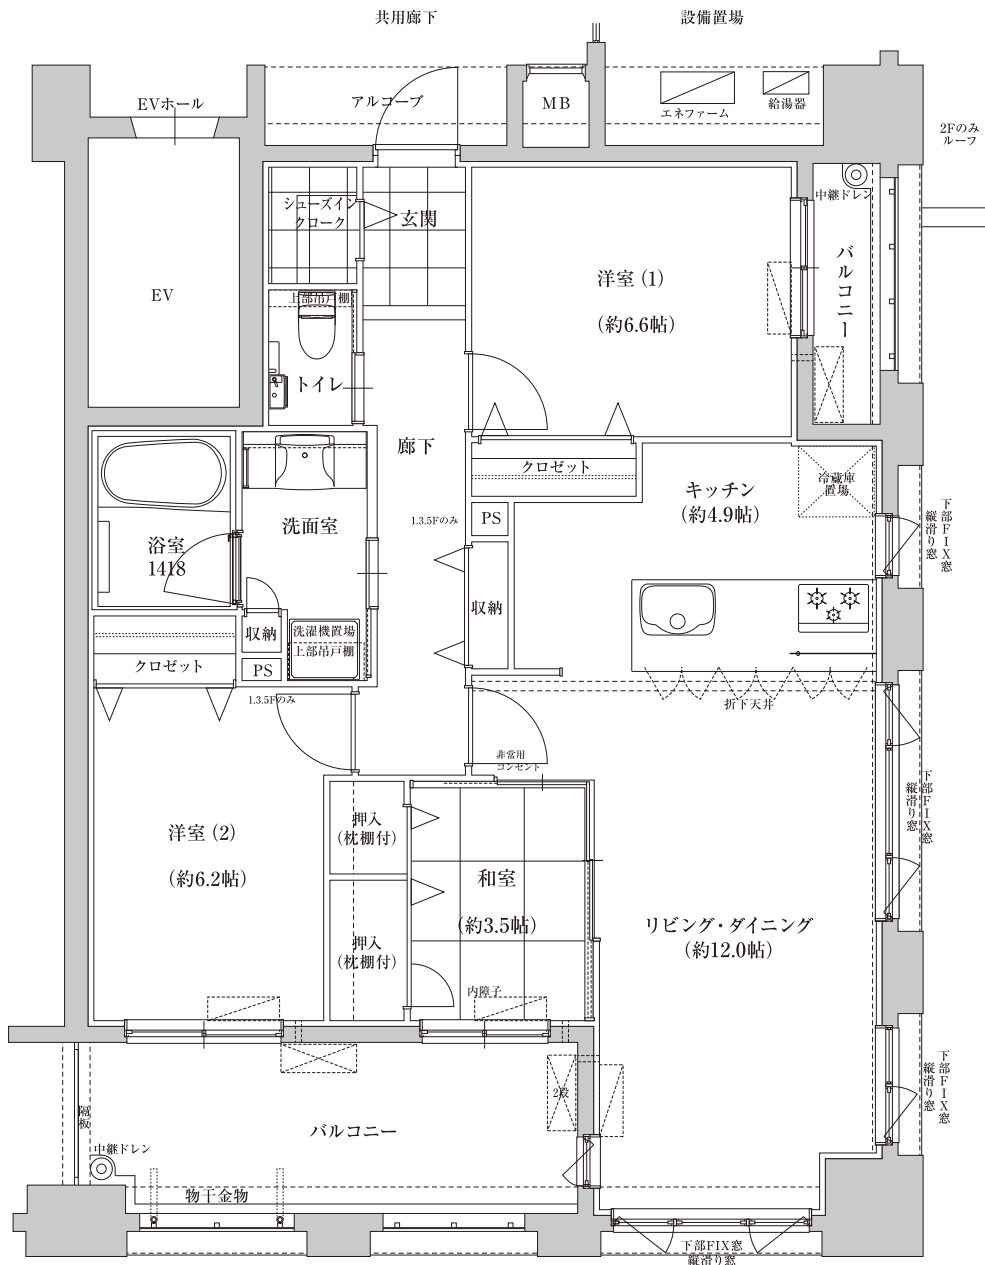 共用廊下
設備置場
EVホール
アルコーブ
MB
エネファーム
給湯器
2Fのみ
ルーフ
EV
シューズイン
クローク
玄関
洋室（1）
（約6.6帖）
中継ドレン
バルコニー
上部吊戸棚
トイレ
廊下
クロゼット
キッチン
（約4.9帖）
冷蔵庫
置場
下部FIX窓
縦滑り窓
浴室
1418
洗面室
1.3.5Fのみ
PS
収納
収納
洗濯機置場
上部吊戸棚
クロゼット
PS
1.3.5Fのみ
折下天井
非常用
コンセント
洋室（2）
（約6.2帖）
押入
（枕棚付）
押入
（枕棚付）
和室
（約3.5帖）
内障子
リビング・ダイニング
（約12.0帖）
下部FIX窓
縦滑り窓
下部FIX窓
縦滑り窓
隔板
バルコニー
2段
中継ドレン
物干金物
下部FIX窓
縦滑り窓